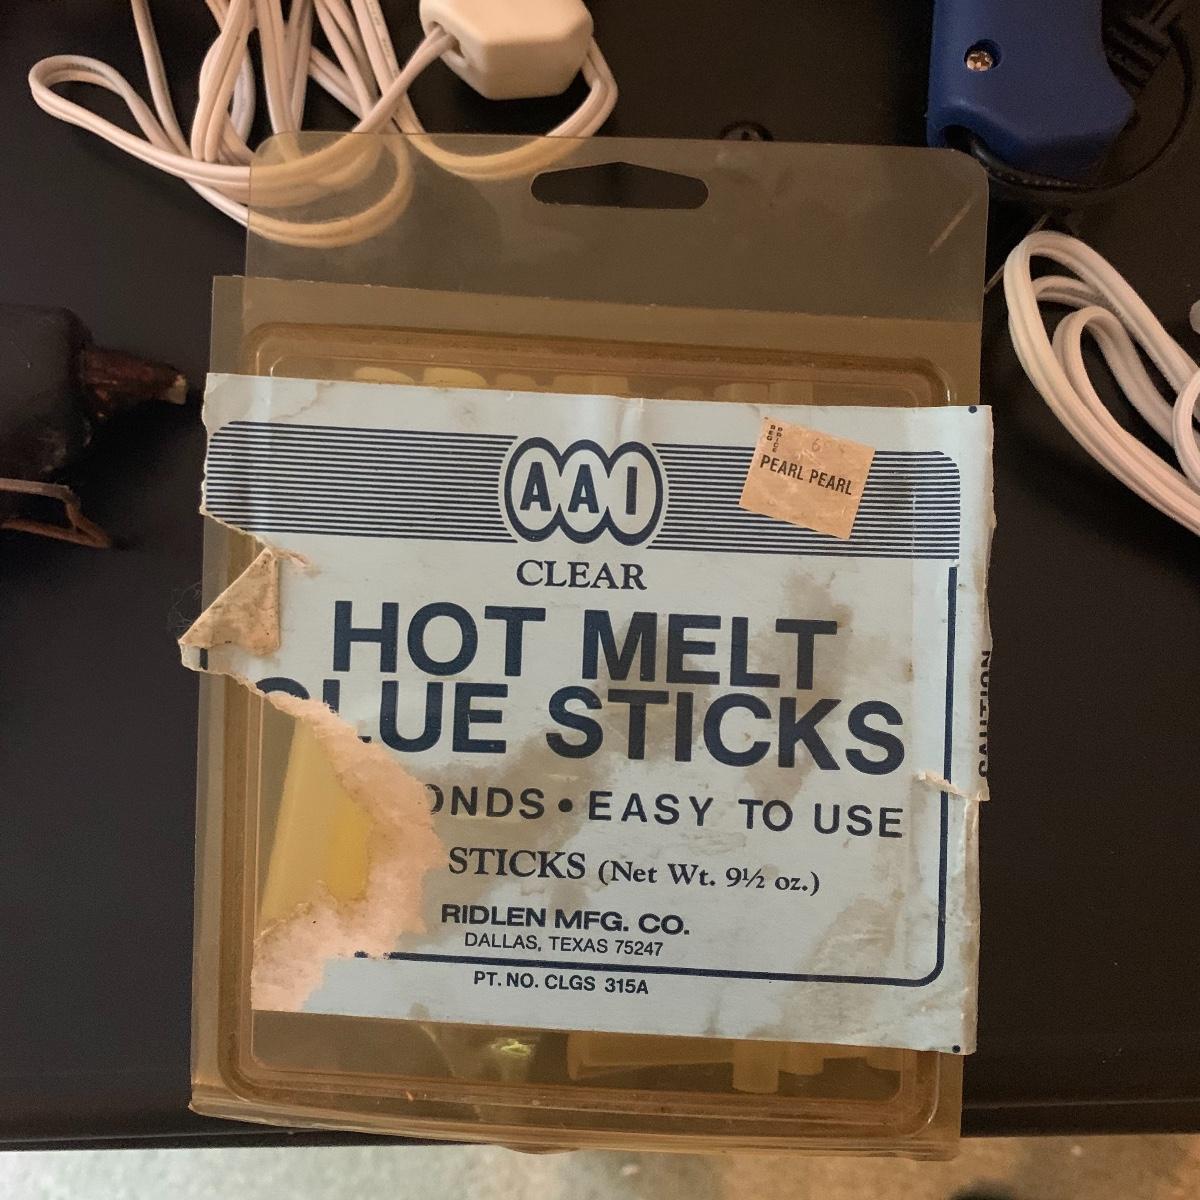 AAI
PEARL PEARL
CLEAR
HOT MELT
GLUE STICKS
ONDS • EASY TO USE
STICKS (Net Wt. 9½ oz.)
RIDLEN MFG. CO.
DALLAS, TEXAS 75247
PT. NO. CLGS 315A
CAUTION